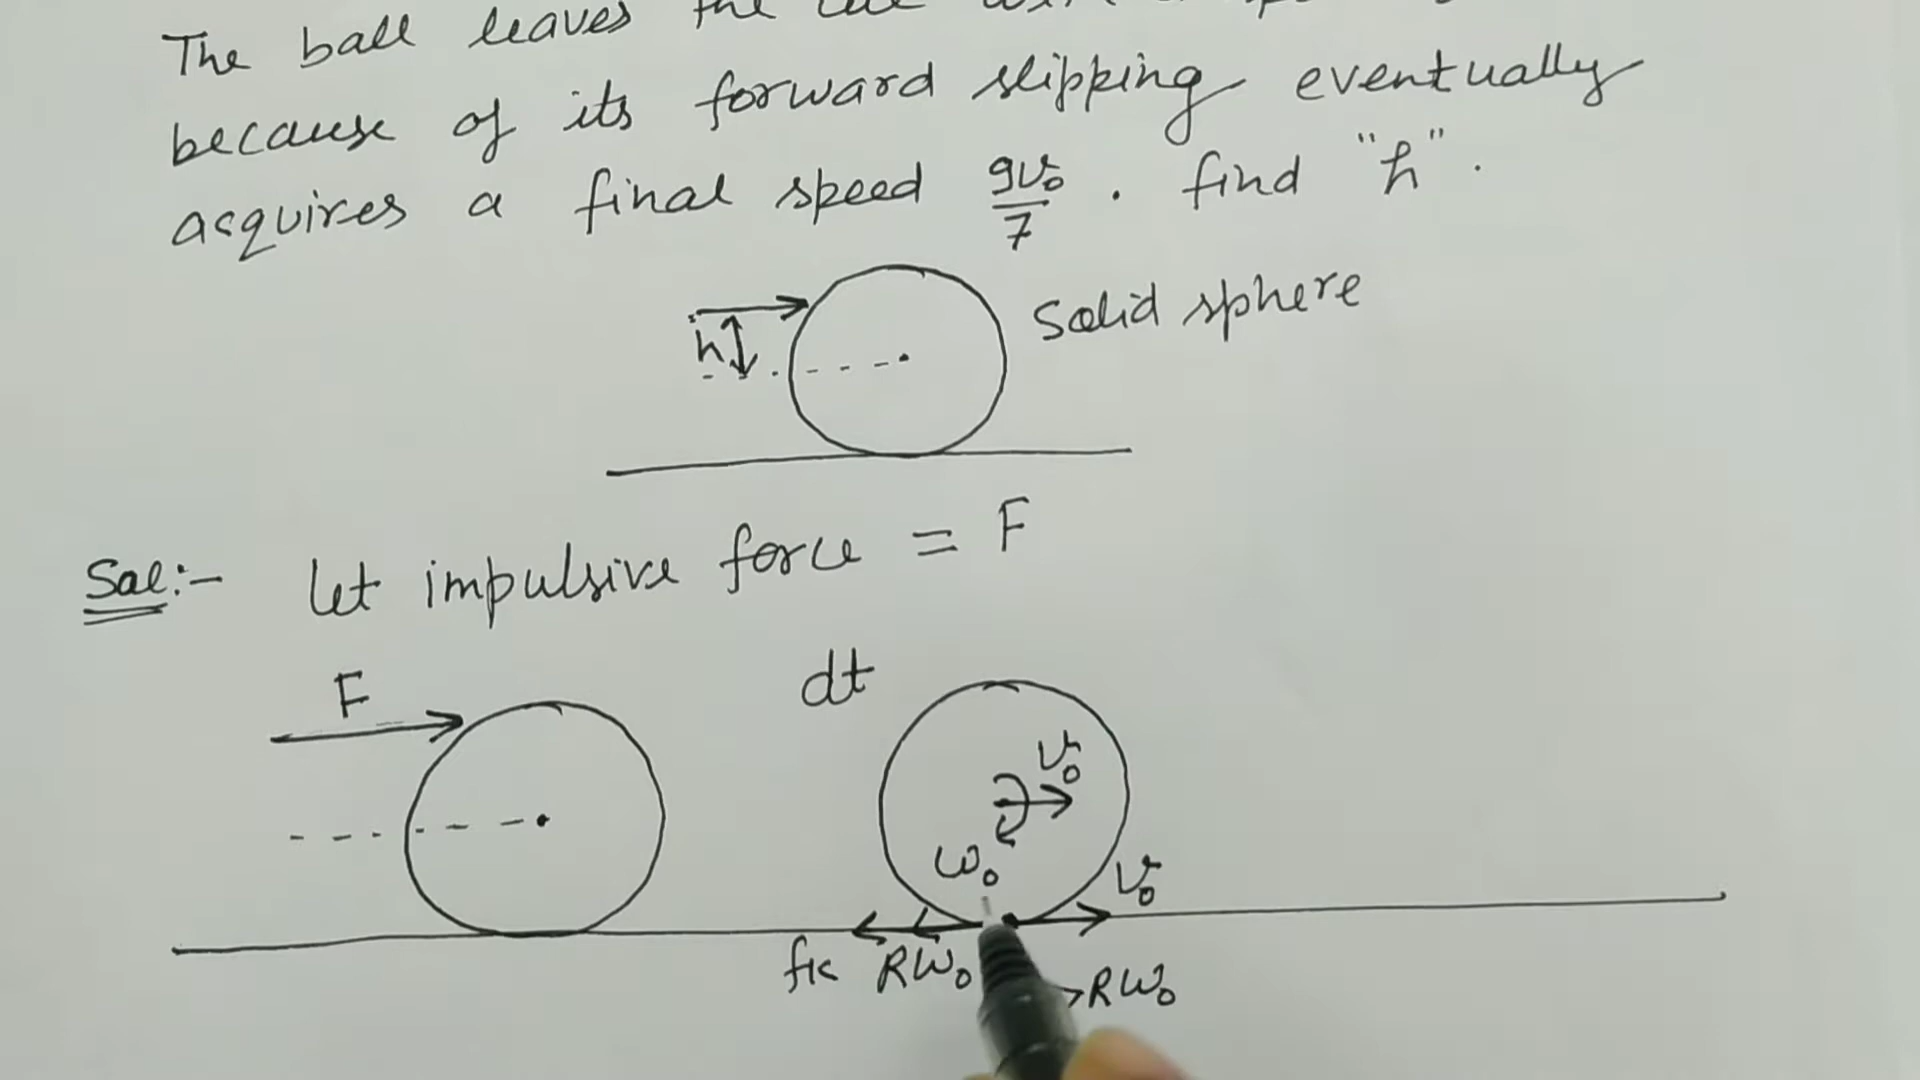 The ball leaves the
because of its forward slipping eventually
acquires a final speed 9v₀/7 . find "h" .
h
Solid sphere
Sol:- Let impulsive force = F
F
dt
v₀
ω₀
v₀
fk Rω₀
>Rω₀